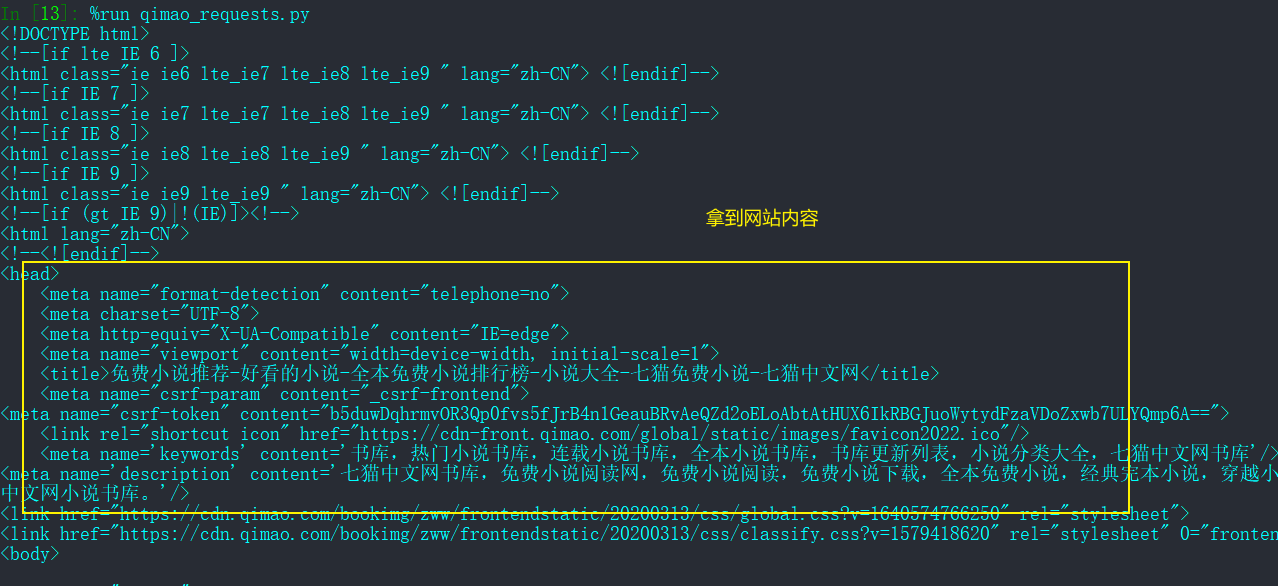 In [13]: %run qimao_requests.py
<!DOCTYPE html>
<!--[if lte IE 6 ]>
<html class="ie ie6 lte_ie7 lte_ie8 lte_ie9 " lang="zh-CN"> <![endif]-->
<!--[if IE 7 ]>
<html class="ie ie7 lte_ie7 lte_ie8 lte_ie9 " lang="zh-CN"> <![endif]-->
<!--[if IE 8 ]>
<html class="ie ie8 lte_ie8 lte_ie9 " lang="zh-CN"> <![endif]-->
<!--[if IE 9 ]>
<html class="ie ie9 lte_ie9 " lang="zh-CN"> <![endif]-->
<!--[if (gt IE 9)|!(IE)]><!-->
拿到网站内容
<html lang="zh-CN">
<!--<![endif]-->
<head>
<meta name="format-detection" content="telephone=no">
<meta charset="UTF-8">
<meta http-equiv="X-UA-Compatible" content="IE=edge">
<meta name="viewport" content="width=device-width, initial-scale=1">
<title>免费小说推荐-好看的小说-全本免费小说排行榜-小说大全-七猫免费小说-七猫中文网</title>
<meta name="csrf-param" content="_csrf-frontend">
<meta name="csrf-token" content="b5duwDqhrmvOR3Qp0fvs5fJrB4n1GeauBRvAeQZd2oELoAbtAtHUX6IkRBGJuoWytydFzaVDoZxwb7ULYQmp6A==">
<link rel="shortcut icon" href="https://cdn-front.qimao.com/global/static/images/favicon2022.ico"/>
<meta name='keywords' content='书库，热门小说书库，连载小说书库，全本小说书库，书库更新列表，小说分类大全，七猫中文网书库'/>
<meta name='description' content='七猫中文网书库，免费小说阅读网，免费小说阅读，免费小说下载，全本免费小说，经典完本小说，穿越小
中文网小说书库。'/>
<link href="https://cdn.qimao.com/bookimg/zww/frontendstatic/20200313/css/global.css?v=1640574766250" rel="stylesheet">
<link href="https://cdn.qimao.com/bookimg/zww/frontendstatic/20200313/css/classify.css?v=1579418620" rel="stylesheet" 0="fronten
<body>